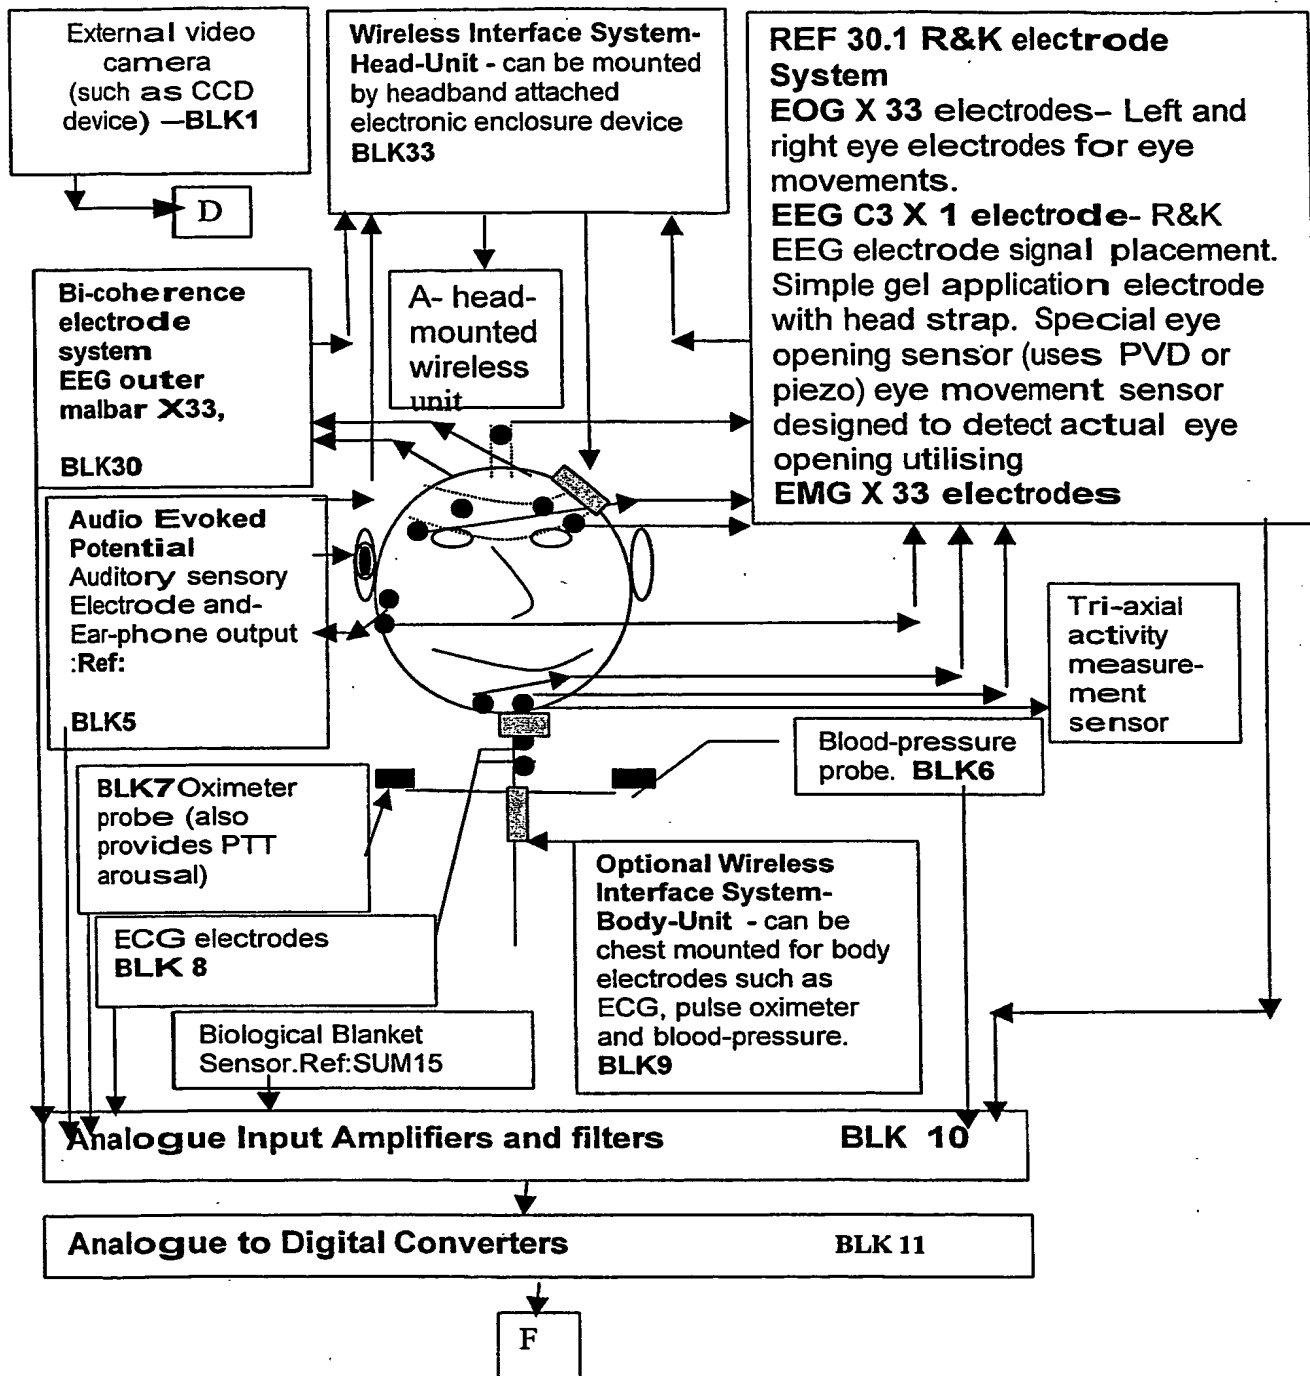 External video
camera
(such as CCD
device) —BLK1
D
Wireless Interface System-
Head-Unit - can be mounted
by headband attached
electronic enclosure device
BLK33
REF 30.1 R&K electrode
System
EOG X 33 electrodes– Left and
right eye electrodes for eye
movements.
EEG C3 X 1 electrode- R&K
EEG electrode signal placement.
Simple gel application electrode
with head strap. Special eye
opening sensor (uses PVD or
piezo) eye movement sensor
designed to detect actual eye
opening utilising
EMG X 33 electrodes
Bi-coherence
electrode
system
EEG outer
malbar X33,
BLK30
A- head-
mounted
wireless
unit
Audio Evoked
Potential
Auditory sensory
Electrode and-
Ear-phone output
:Ref:
BLK5
Tri-axial
activity
measure-
ment
sensor
Blood-pressure
probe. BLK6
BLK7Oximeter
probe (also
provides PTT
arousal)
Optional Wireless
Interface System-
Body-Unit - can be
chest mounted for body
electrodes such as
ECG, pulse oximeter
and blood-pressure.
BLK9
ECG electrodes
BLK 8
Biological Blanket
Sensor.Ref:SUM15
Analogue Input Amplifiers and filters BLK 10
Analogue to Digital Converters BLK 11
F